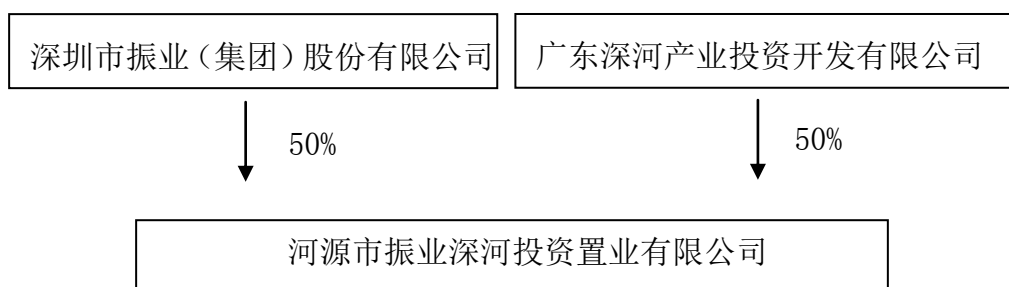 深圳市振业（集团）股份有限公司
广东深河产业投资开发有限公司
50%
50%
河源市振业深河投资置业有限公司